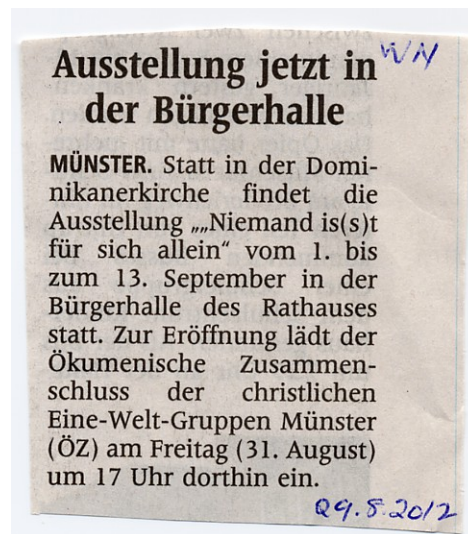 Ausstellung jetzt in WN
der Bürgerhalle
MÜNSTER. Statt in der Domi-
nikanerkirche findet die
Ausstellung „„Niemand is(s)t
für sich allein“ vom 1. bis
zum 13. September in der
Bürgerhalle des Rathauses
statt. Zur Eröffnung lädt der
Ökumenische Zusammen-
schluss der christlichen
Eine-Welt-Gruppen Münster
(ÖZ) am Freitag (31. August)
um 17 Uhr dorthin ein.
29.8.2012